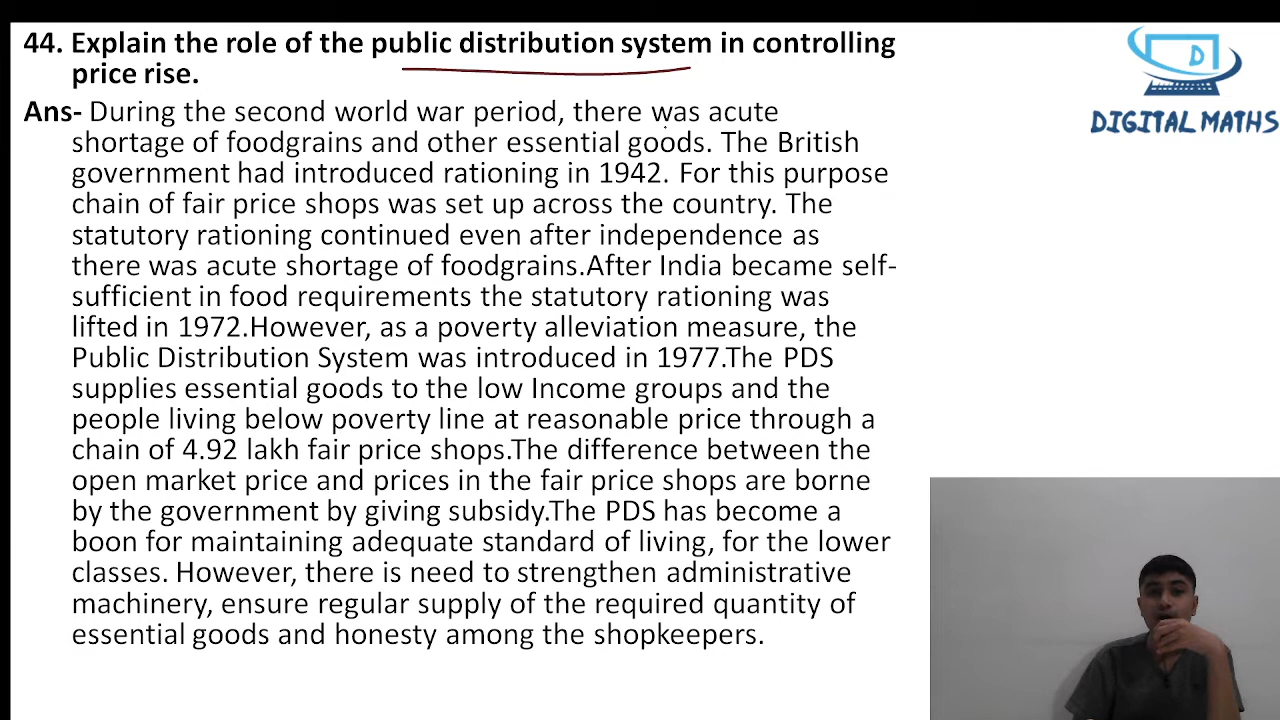 44. Explain the role of the public distribution system in controlling
price rise.
Ans- During the second world war period, there was acute
shortage of foodgrains and other essential goods. The British
government had introduced rationing in 1942. For this purpose
chain of fair price shops was set up across the country. The
statutory rationing continued even after independence as
there was acute shortage of foodgrains.After India became self-
sufficient in food requirements the statutory rationing was
lifted in 1972.However, as a poverty alleviation measure, the
Public Distribution System was introduced in 1977.The PDS
supplies essential goods to the low Income groups and the
people living below poverty line at reasonable price through a
chain of 4.92 lakh fair price shops.The difference between the
open market price and prices in the fair price shops are borne
by the government by giving subsidy.The PDS has become a
boon for maintaining adequate standard of living, for the lower
classes. However, there is need to strengthen administrative
machinery, ensure regular supply of the required quantity of
essential goods and honesty among the shopkeepers.
D
DIGITAL MATHS